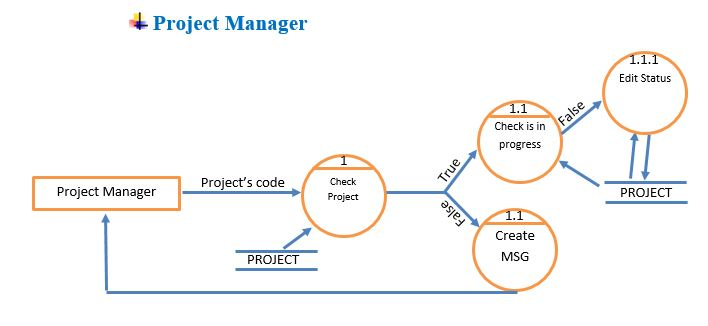 Project Manager
1.1.1
Edit Status
1.1
Check is in
progress
False
True
1
Check
Project
Project's code
Project Manager
PROJECT
False
1.1
Create
MSG
PROJECT